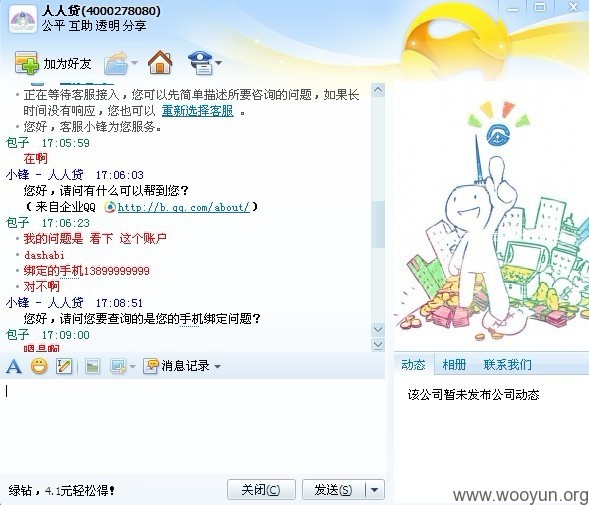 人人贷(4000278080)
公平 互助 透明 分享
加为好友
正在等待客服接入，您可以先简单描述所要咨询的问题，如果长
时间没有响应，您也可以 重新选择客服 。
您好，客服小锋为您服务。
包子 17:05:59
在啊
小锋 - 人人贷 17:06:03
您好，请问有什么可以帮到您？
( 来自企业QQ http://b.qq.com/about/ )
包子 17:06:23
我的问题是 看下 这个账户
dashabi
绑定的手机13899999999
对不啊
小锋 - 人人贷 17:08:51
您好，请问您要查询的是您的手机绑定问题？
包子 17:09:00
嗯是啊
A
消息记录
动态 相册 联系我们
该公司暂未发布公司动态
绿钻，4.1元轻松得！
关闭(C) 发送(S)
www.wooyun.org